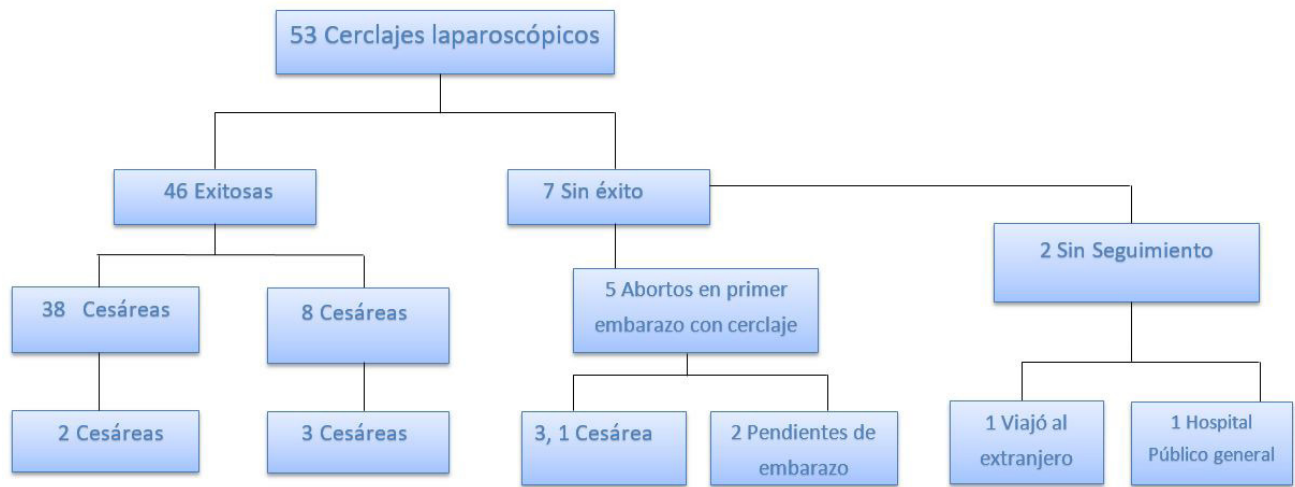 53 Cerclajes laparoscópicos
46 Exitosas
7 Sin éxito
2 Sin Seguimiento
38 Cesáreas
8 Cesáreas
5 Abortos en primer
embarazo con cerclaje
2 Cesáreas
3 Cesáreas
3, 1 Cesárea
2 Pendientes de
embarazo
1 Viajó al
extranjero
1 Hospital
Público general